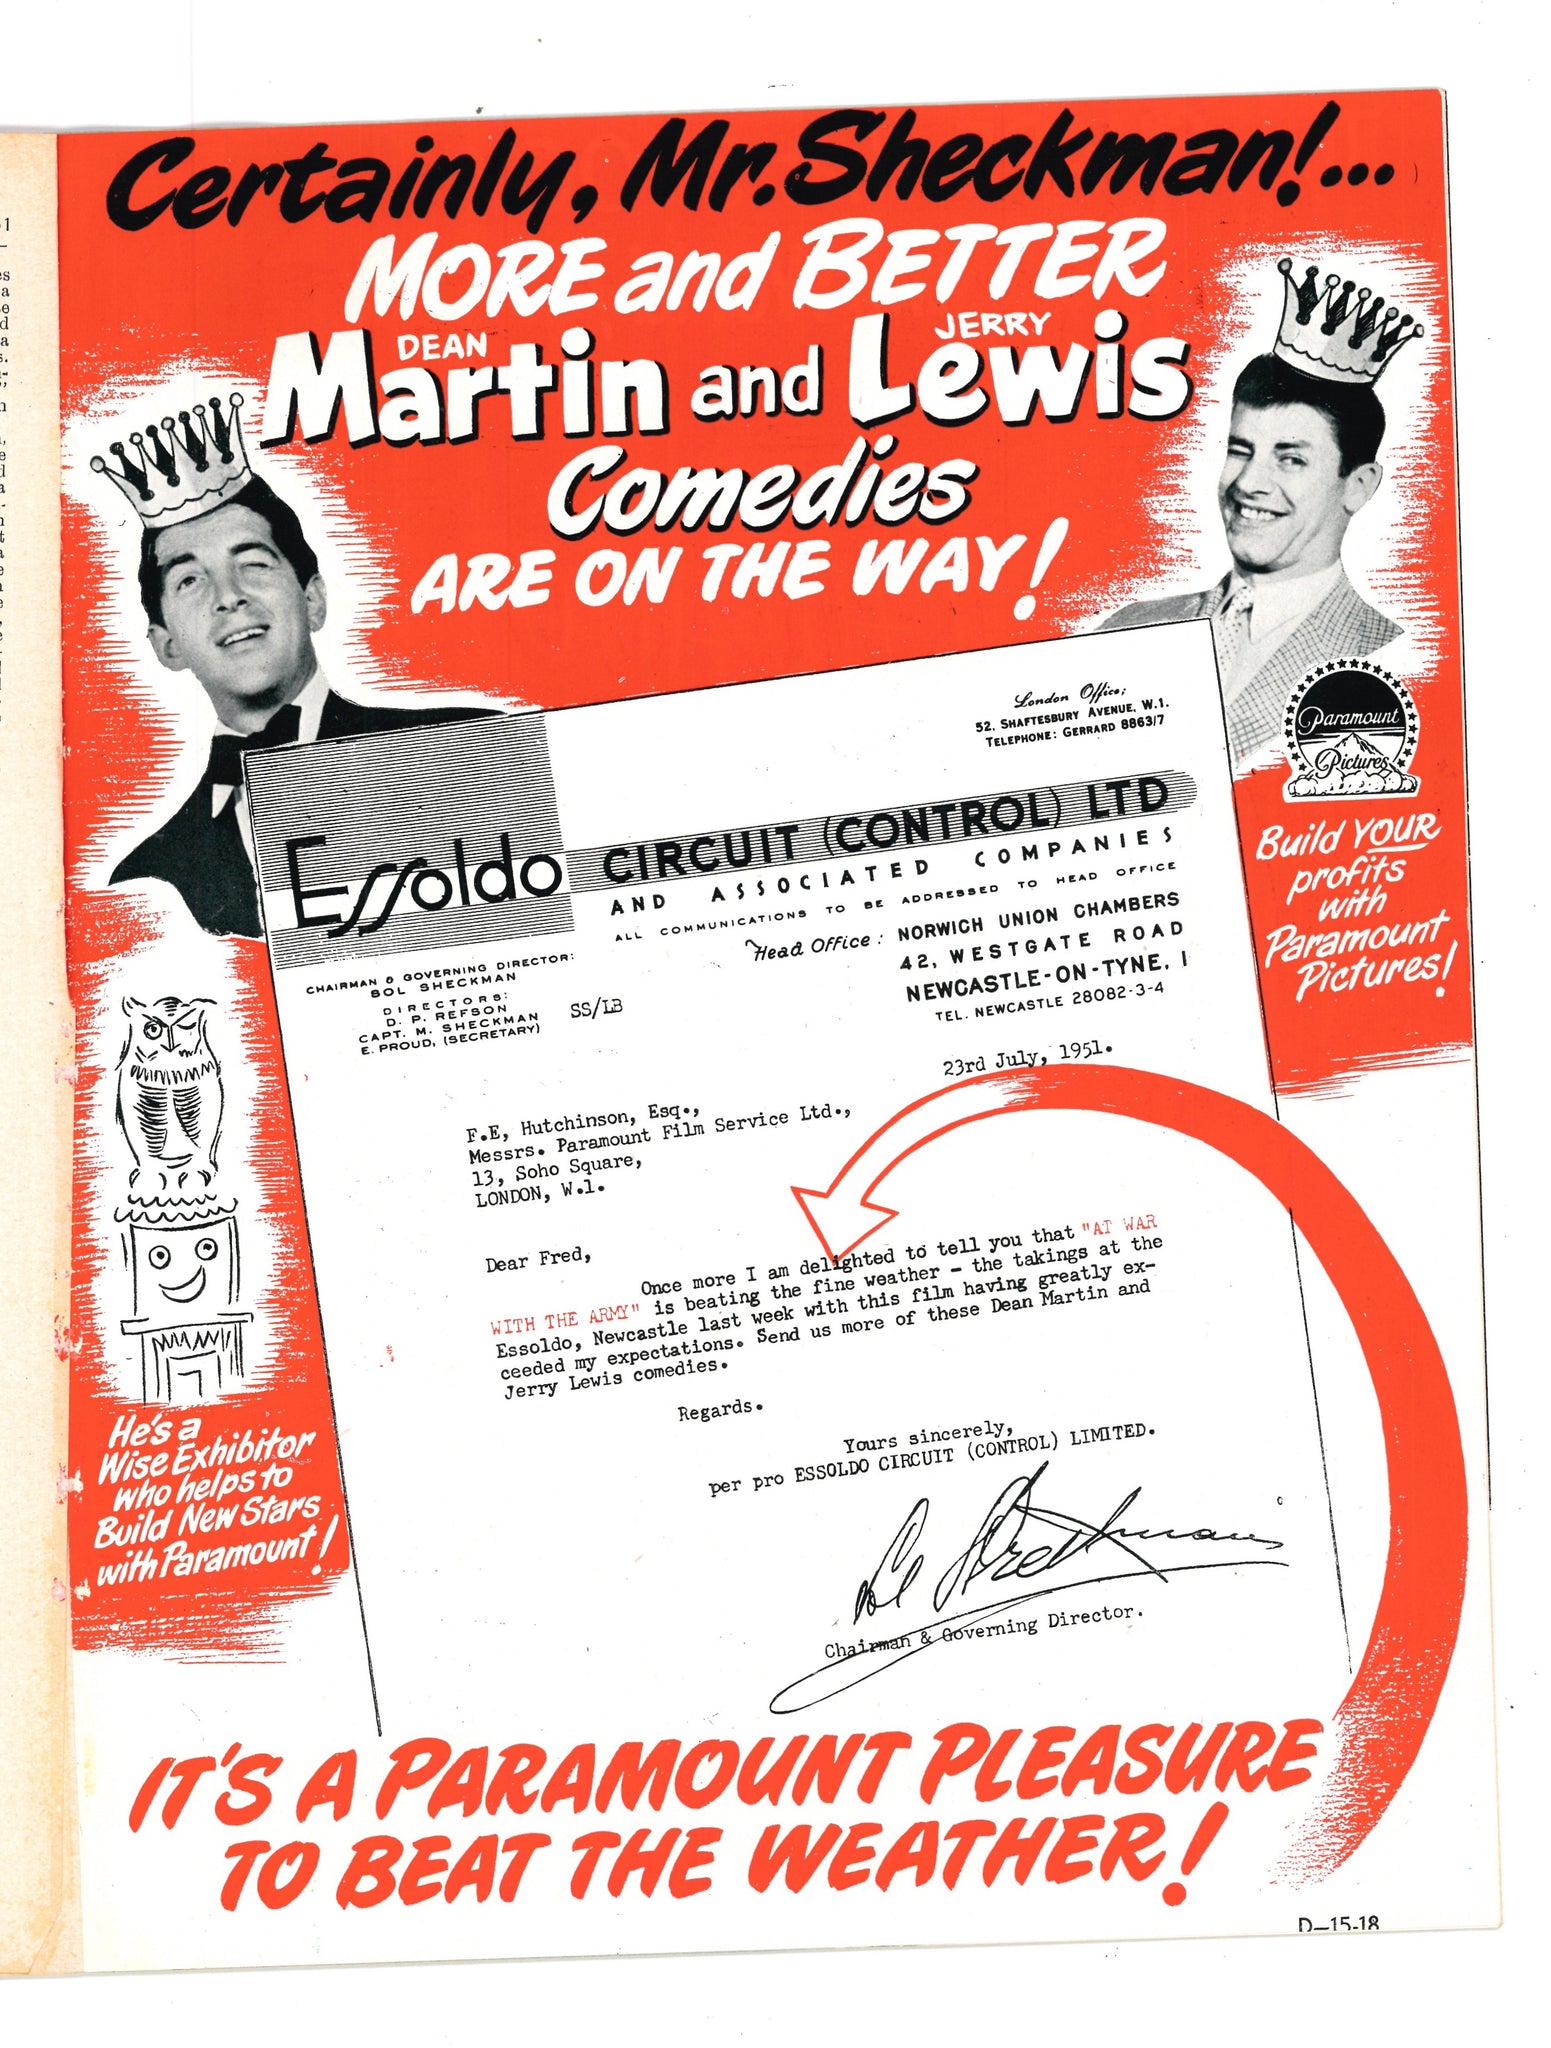 Certainly, Mr. Sheckman!...
MORE and BETTER
DEAN JERRY
Martin and Lewis
Comedies
ARE ON THE WAY!
Paramount
Pictures
Build YOUR
profits
with
Paramount
Pictures!
London Office;
52, SHAFTESBURY AVENUE, W.1.
TELEPHONE: GERRARD 8863/7
Essoldo CIRCUIT (CONTROL) LTD
AND ASSOCIATED COMPANIES
ALL COMMUNICATIONS TO BE ADDRESSED TO HEAD OFFICE
Head Office: NORWICH UNION CHAMBERS
42, WESTGATE ROAD
NEWCASTLE-ON-TYNE, 1
TEL. NEWCASTLE 28082-3-4
CHAIRMAN & GOVERNING DIRECTOR:
SOL SHECKMAN
DIRECTORS:
D. P. REFSON
CAPT. M. SHECKMAN
E. PROUD, (SECRETARY)
SS/LB
23rd July, 1951.
F.E, Hutchinson, Esq.,
Messrs. Paramount Film Service Ltd.,
13, Soho Square,
LONDON, W.1.
Dear Fred,
Once more I am delighted to tell you that "AT WAR
WITH THE ARMY" is beating the fine weather - the takings at the
Essoldo, Newcastle last week with this film having greatly ex-
ceeded my expectations. Send us more of these Dean Martin and
Jerry Lewis comedies.
Regards.
Yours sincerely,
per pro ESSOLDO CIRCUIT (CONTROL) LIMITED.
Sol Sheckman
Chairman & Governing Director.
He's a
Wise Exhibitor
who helps to
Build New Stars
with Paramount!
IT'S A PARAMOUNT PLEASURE
TO BEAT THE WEATHER!
D—15-18